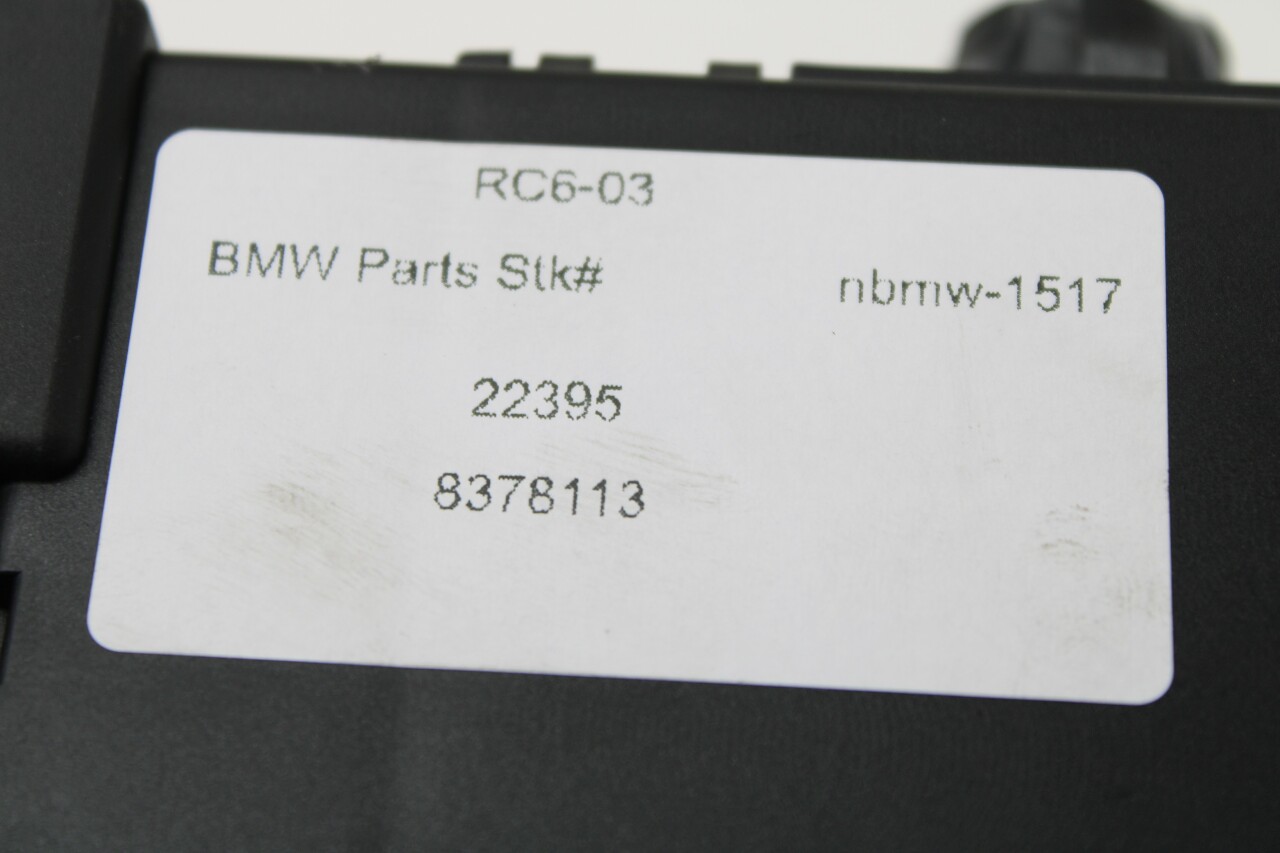 RC6-03
BMW Parts Stk# nbmw-1517
22395
8378113